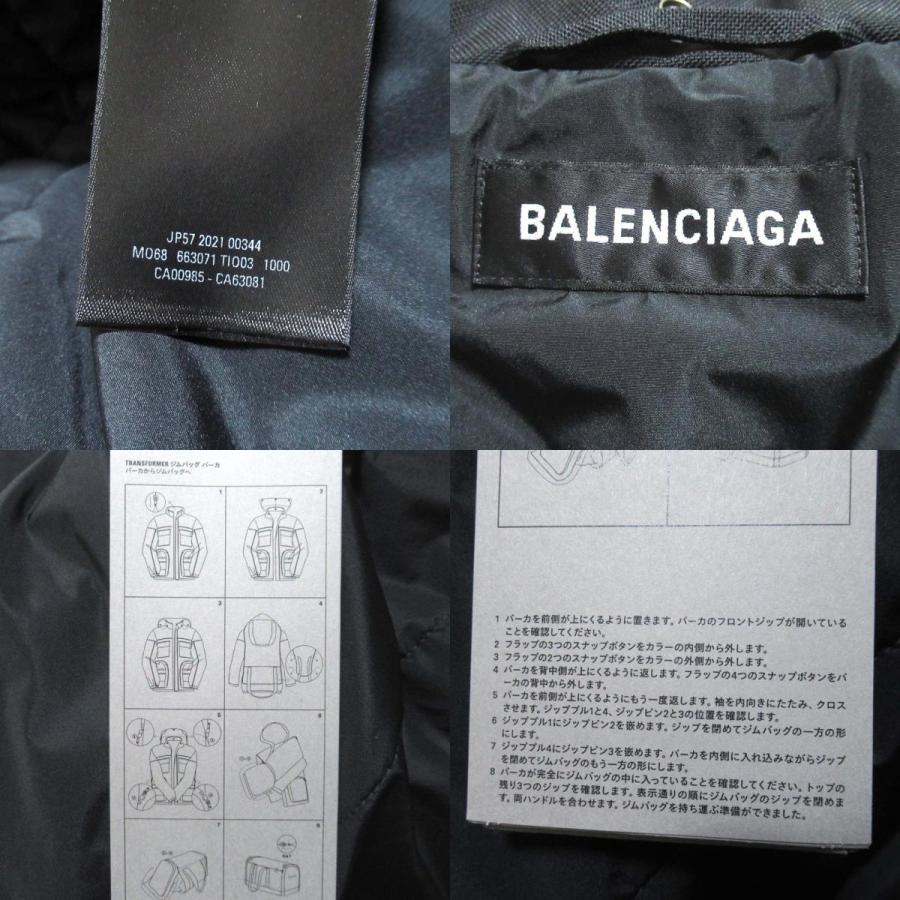 JP57 2021 00344
MO68 663071 TIO03 1000
CA00985 - CA63081
BALENCIAGA
TRANSFORMER ジムバッグ パーカ
パーカからジムバッグへ
1
2
3
4
5
6
7
8
1 パーカを前側が上にくるように置きます。パーカのフロントジップが開いている
ことを確認してください。
2 フラップの3つのスナップボタンをカラーの内側から外します。
3 フラップの2つのスナップボタンをカラーの外側から外します。
4 パーカを背中側が上にくるように返します。フラップの4つのスナップボタンをパ
ーカの背中から外します。
5 パーカを前側が上にくるようにもう一度返します。袖を内向きにたたみ、クロス
させます。ジッププル1と4、ジップピン2と3の位置を確認します。
6 ジッププル1にジップピン2を嵌めます。ジップを閉めてジムバッグの一方の形
にします。
7 ジッププル4にジップピン3を嵌めます。パーカを内側に入れ込みながらジップ
を閉めてジムバッグのもう一方の形にします。
8 パーカが完全にジムバッグの中に入っていることを確認してください。トップの
残り3つのジップを確認します。表示通りの順にジムバッグのジップを閉めま
す。両ハンドルを合わせます。ジムバッグを持ち運ぶ準備ができました。